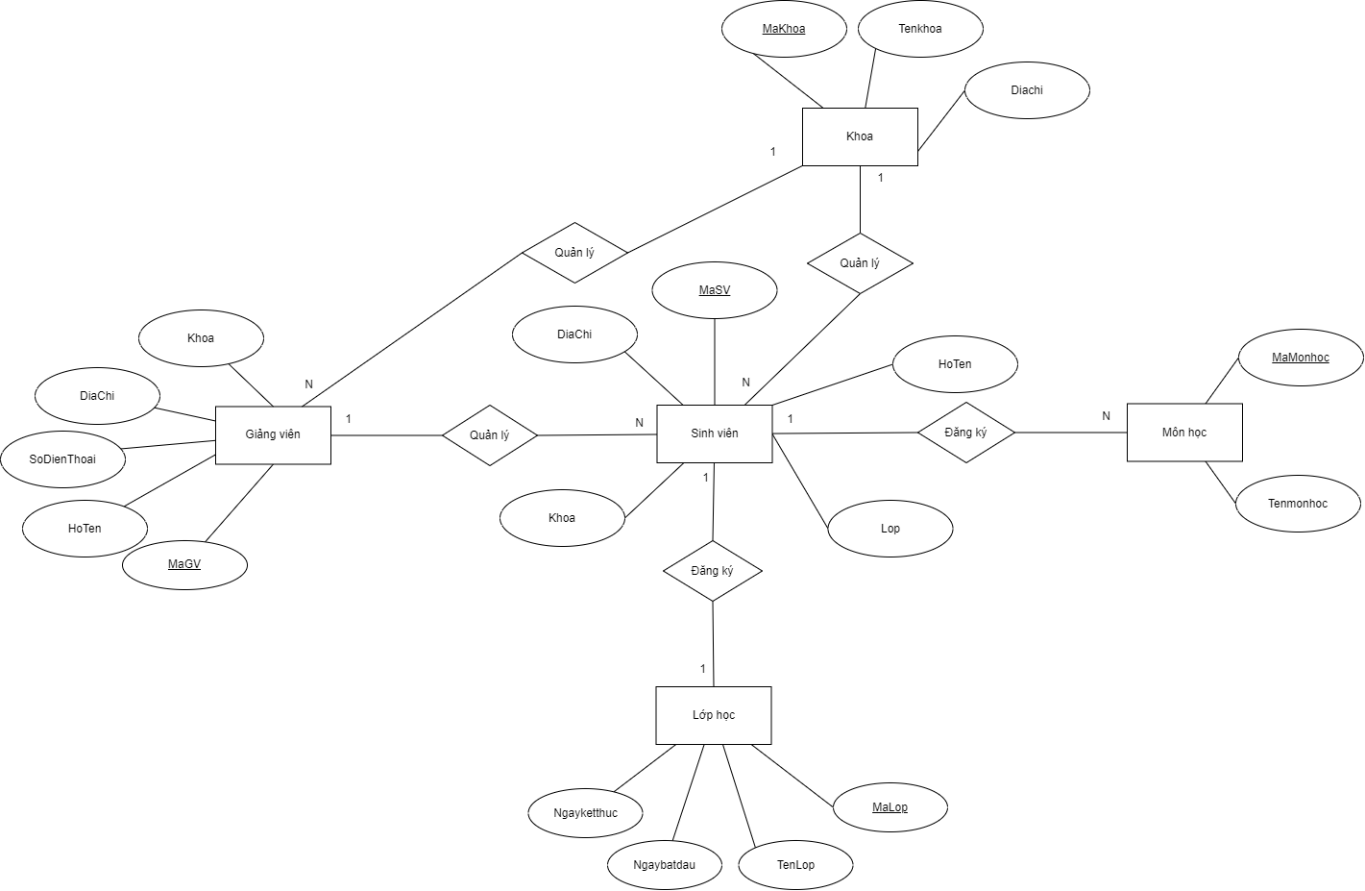 MaKhoa
Tenkhoa
Diachi
Khoa
1
1
Quản lý
Quản lý
MaSV
DiaChi
Khoa
HoTen
MaMonhoc
DiaChi
N
N
Giảng viên
1
Quản lý
N
Sinh viên
1
Đăng ký
N
Môn học
SoDienThoai
1
Khoa
Lop
Tenmonhoc
HoTen
MaGV
Đăng ký
1
Lớp học
Ngayketthuc
MaLop
Ngaybatdau
TenLop